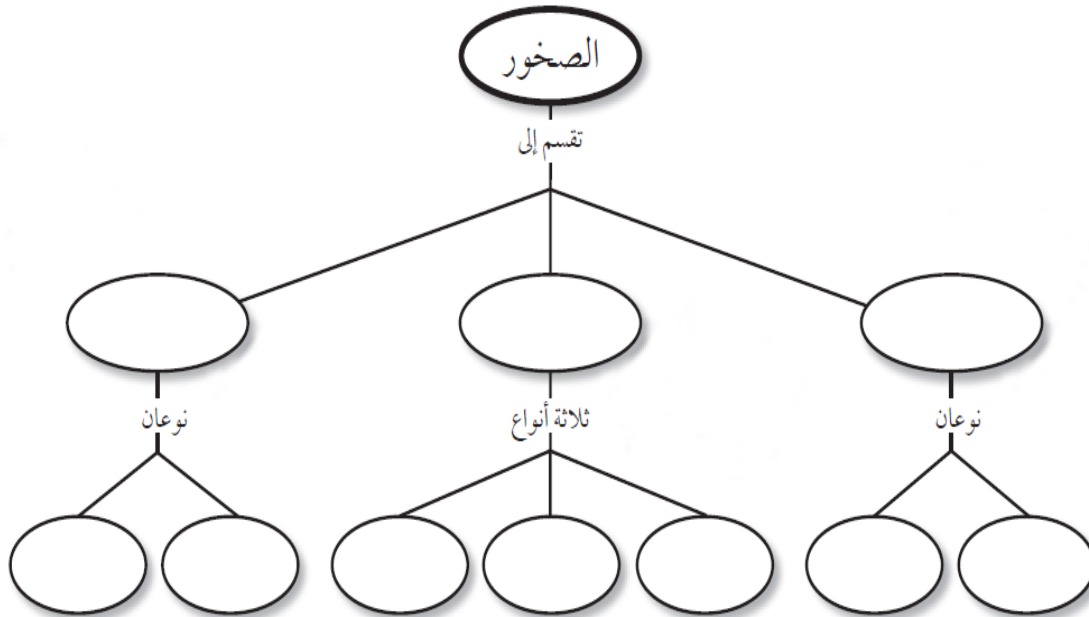 الصخور
تقسم إلى
نوعان
ثلاثة أنواع
نوعان